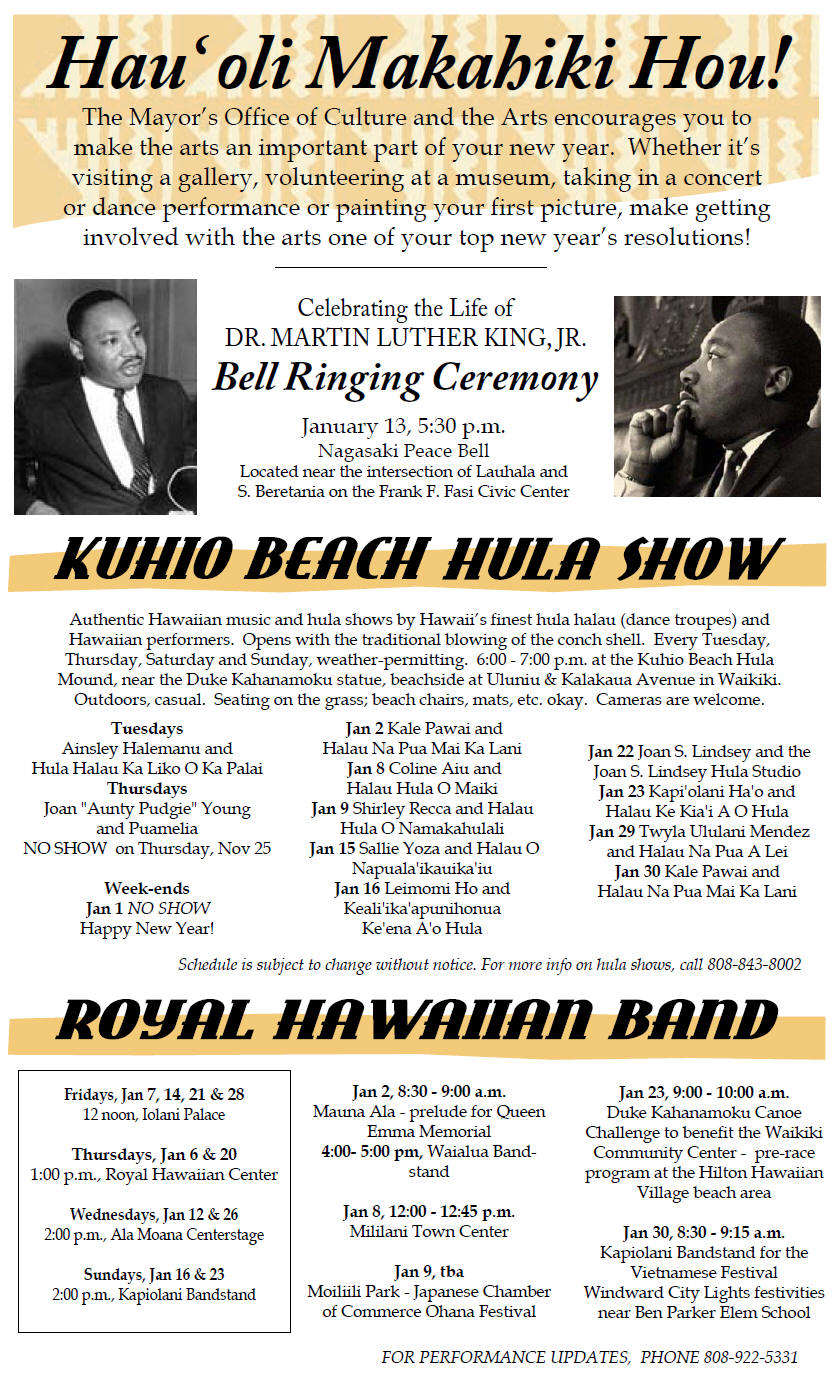 Hau‘ oli Makahiki Hou!
The Mayor’s Office of Culture and the Arts encourages you to
make the arts an important part of your new year.  Whether it’s
visiting a gallery, volunteering at a museum, taking in a concert
or dance performance or painting your first picture, make getting
involved with the arts one of your top new year’s resolutions!
Celebrating the Life of
DR. MARTIN LUTHER KING, JR.
Bell Ringing Ceremony
January 13, 5:30 p.m.
Nagasaki Peace Bell
Located near the intersection of Lauhala and
S. Beretania on the Frank F. Fasi Civic Center
KUHIO BEACH HULA SHOW
Authentic Hawaiian music and hula shows by Hawaii’s finest hula halau (dance troupes) and
Hawaiian performers.  Opens with the traditional blowing of the conch shell.  Every Tuesday,
Thursday, Saturday and Sunday, weather-permitting.  6:00 - 7:00 p.m. at the Kuhio Beach Hula
Mound, near the Duke Kahanamoku statue, beachside at Uluniu & Kalakaua Avenue in Waikiki.
Outdoors, casual.  Seating on the grass; beach chairs, mats, etc. okay.  Cameras are welcome.
Tuesdays
Ainsley Halemanu and
Hula Halau Ka Liko O Ka Palai
Thursdays
Joan "Aunty Pudgie" Young
and Puamelia
NO SHOW  on Thursday, Nov 25
Week-ends
Jan 1 NO SHOW
Happy New Year!
Jan 2 Kale Pawai and
Halau Na Pua Mai Ka Lani
Jan 8 Coline Aiu and
Halau Hula O Maiki
Jan 9 Shirley Recca and Halau
Hula O Namakahulali
Jan 15 Sallie Yoza and Halau O
Napuala'ikauika'iu
Jan 16 Leimomi Ho and
Keali'ika'apunihonua
Ke'ena A'o Hula
Jan 22 Joan S. Lindsey and the
Joan S. Lindsey Hula Studio
Jan 23 Kapi'olani Ha'o and
Halau Ke Kia'i A O Hula
Jan 29 Twyla Ululani Mendez
and Halau Na Pua A Lei
Jan 30 Kale Pawai and
Halau Na Pua Mai Ka Lani
Schedule is subject to change without notice. For more info on hula shows, call 808-843-8002
ROYAL HAWAIIAN BAND
Fridays, Jan 7, 14, 21 & 28
12 noon, Iolani Palace
Thursdays, Jan 6 & 20
1:00 p.m., Royal Hawaiian Center
Wednesdays, Jan 12 & 26
2:00 p.m., Ala Moana Centerstage
Sundays, Jan 16 & 23
2:00 p.m., Kapiolani Bandstand
Jan 2, 8:30 - 9:00 a.m.
Mauna Ala - prelude for Queen
Emma Memorial
4:00- 5:00 pm, Waialua Band-
stand
Jan 8, 12:00 - 12:45 p.m.
Mililani Town Center
Jan 9, tba
Moiliili Park - Japanese Chamber
of Commerce Ohana Festival
Jan 23, 9:00 - 10:00 a.m.
Duke Kahanamoku Canoe
Challenge to benefit the Waikiki
Community Center -  pre-race
program at the Hilton Hawaiian
Village beach area
Jan 30, 8:30 - 9:15 a.m.
Kapiolani Bandstand for the
Vietnamese Festival
Windward City Lights festivities
near Ben Parker Elem School
FOR PERFORMANCE UPDATES,  PHONE 808-922-5331